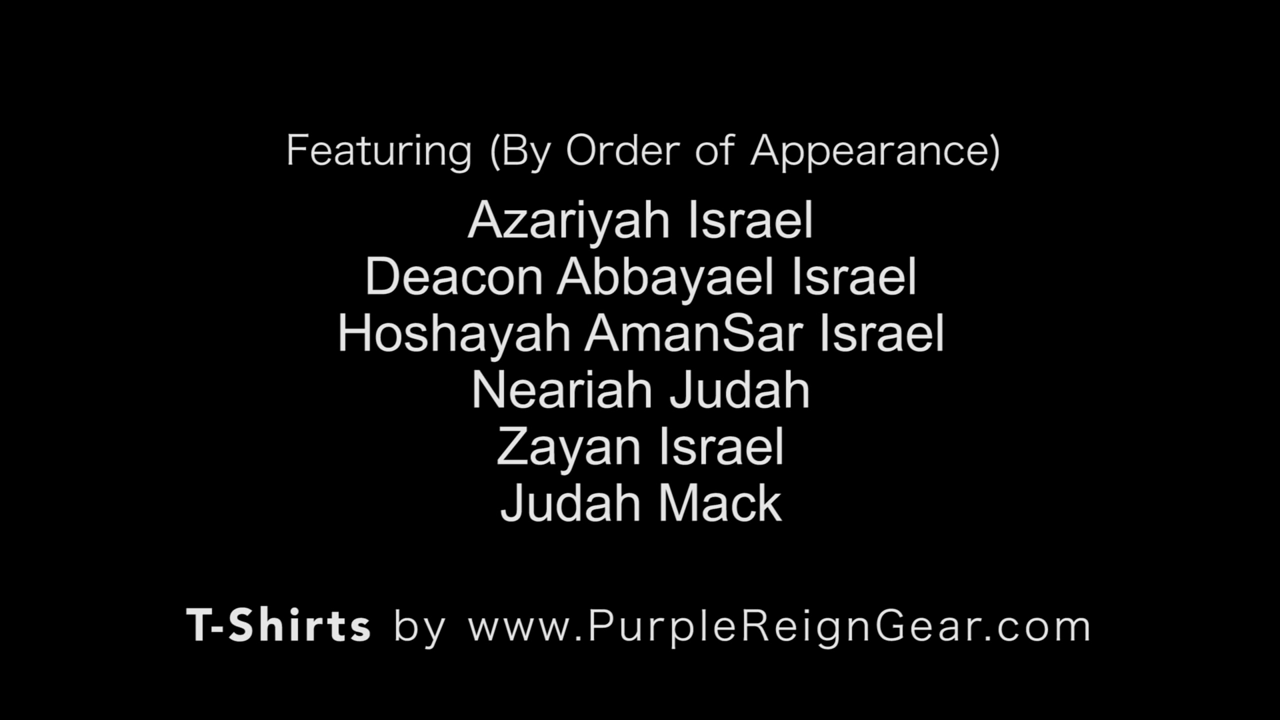 Featuring (By Order of Appearance)
Azariyah Israel
Deacon Abbayael Israel
Hoshayah AmanSar Israel
Neariah Judah
Zayan Israel
Judah Mack
T-Shirts by www.PurpleReignGear.com